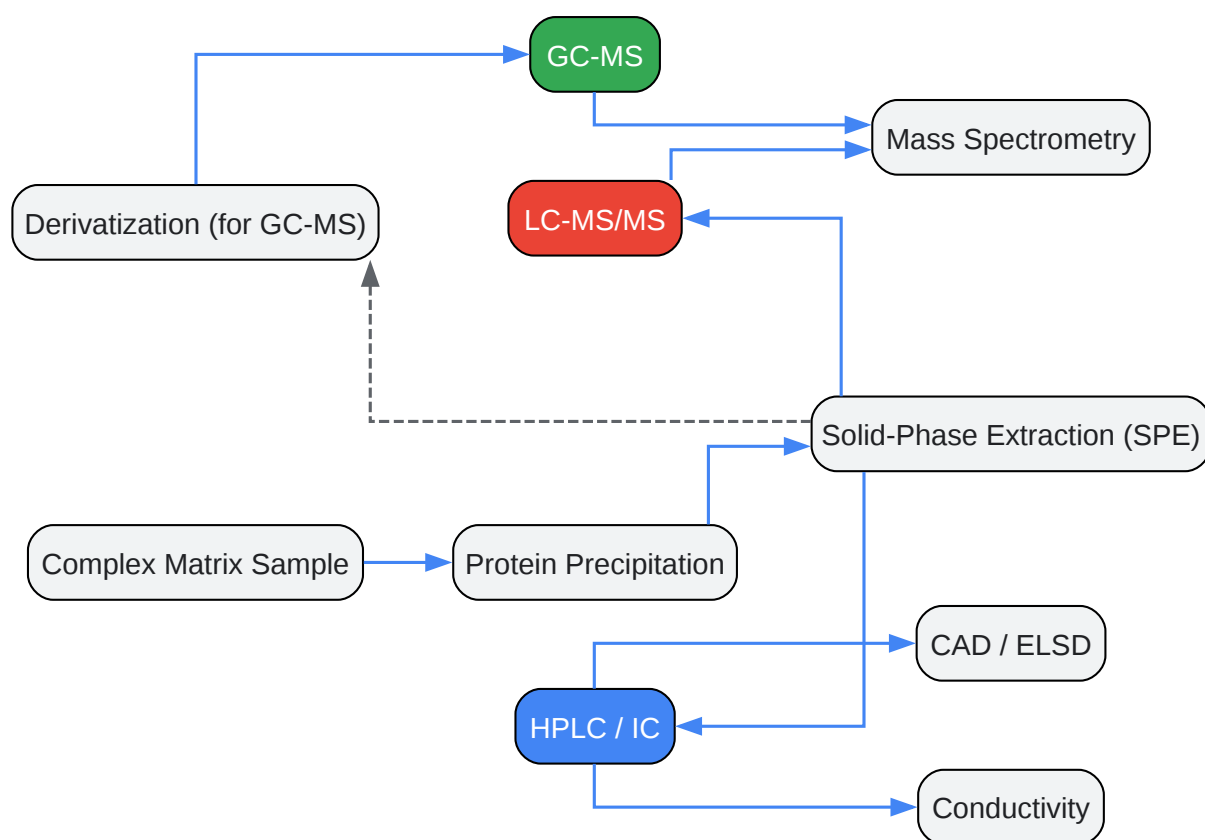 GC-MS
Mass Spectrometry
Derivatization (for GC-MS)
LC-MS/MS
Solid-Phase Extraction (SPE)
Complex Matrix Sample
Protein Precipitation
CAD / ELSD
HPLC / IC
Conductivity